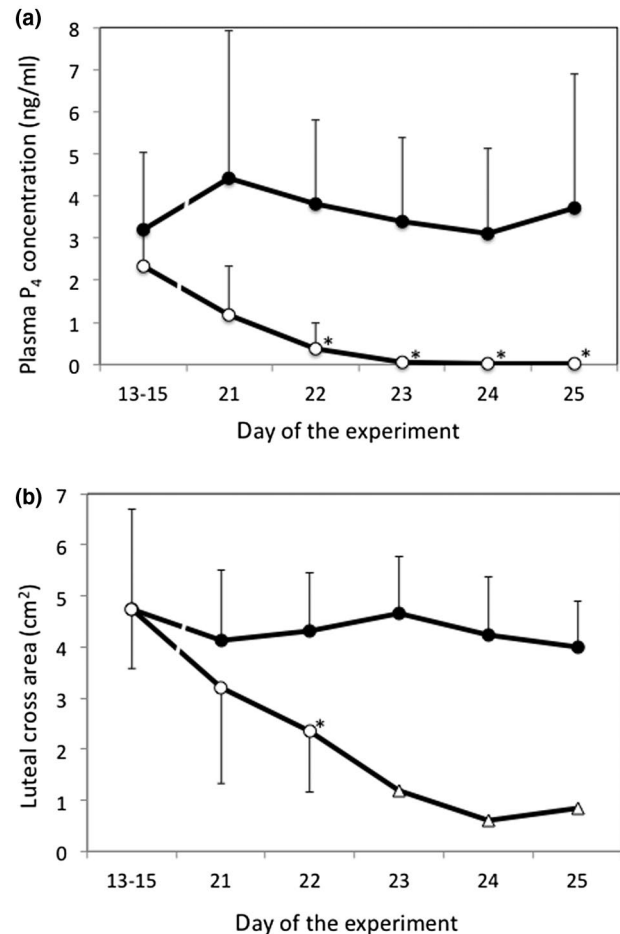 (a)
Plasma P₄ concentration (ng/ml)
8
7
6
5
4
3
2
1
0
*
*
*
*
13-15 21 22 23 24 25
Day of the experiment
(b)
Luteal cross area (cm²)
7
6
5
4
3
2
1
0
*
13-15 21 22 23 24 25
Day of the experiment